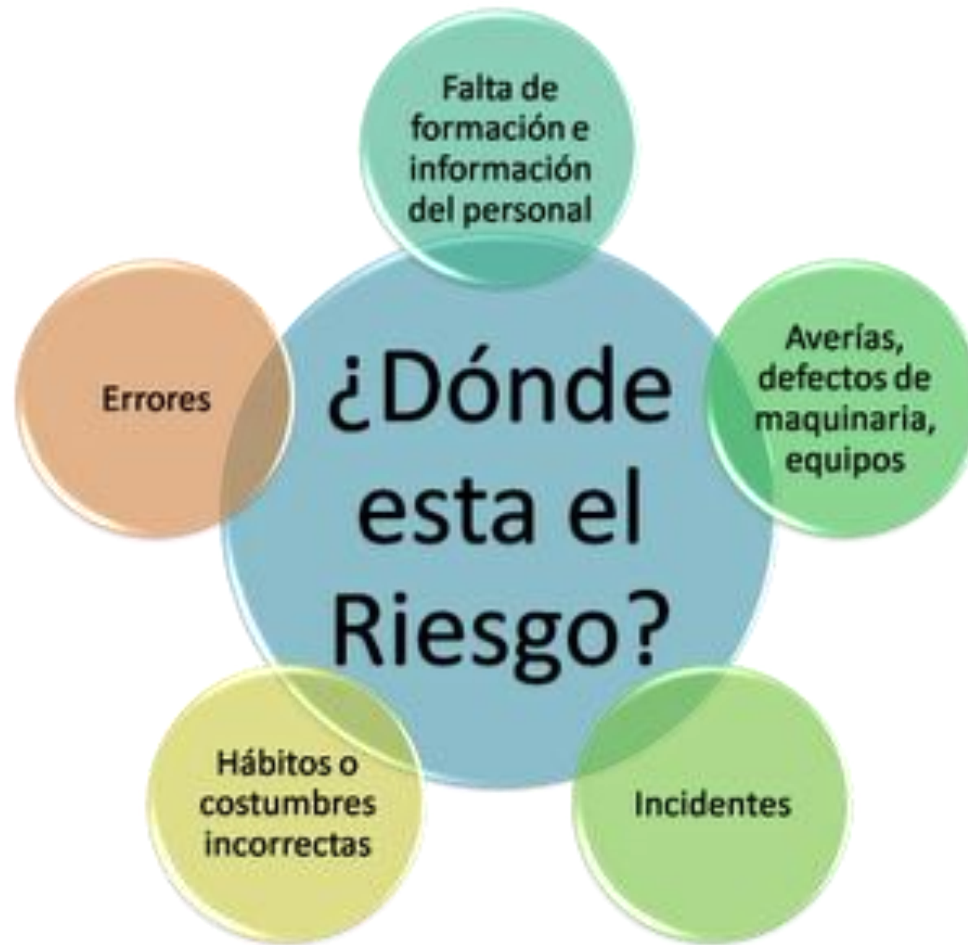 Falta de
formación e
información
del personal
Errores
¿Dónde
esta el
Riesgo?
Averías,
defectos de
maquinaria,
equipos
Hábitos o
costumbres
incorrectas
Incidentes